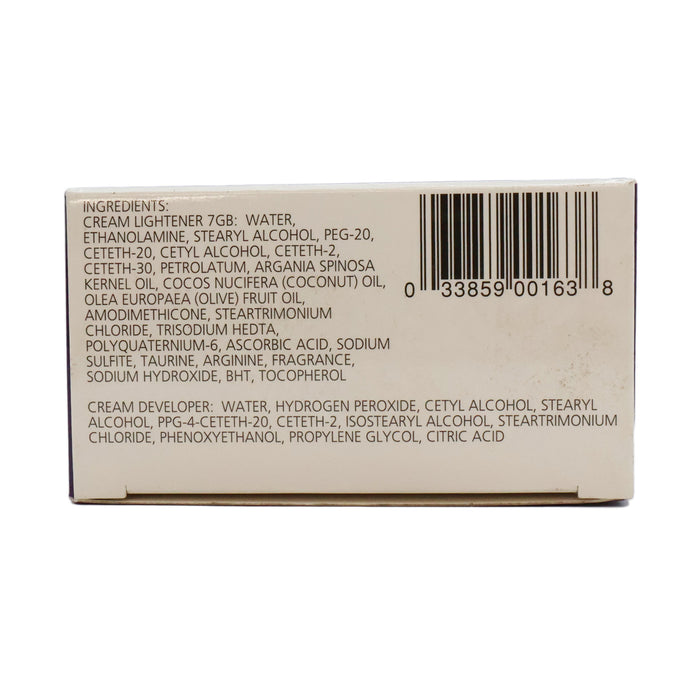 INGREDIENTS:
CREAM LIGHTENER 7GB: WATER,
ETHANOLAMINE, STEARYL ALCOHOL, PEG-20,
CETETH-20, CETYL ALCOHOL, CETETH-2,
CETETH-30, PETROLATUM, ARGANIA SPINOSA
KERNEL OIL, COCOS NUCIFERA (COCONUT) OIL,
OLEA EUROPAEA (OLIVE) FRUIT OIL,
AMODIMETHICONE, STEARTRIMONIUM
CHLORIDE, TRISODIUM HEDTA,
POLYQUATERNIUM-6, ASCORBIC ACID, SODIUM
SULFITE, TAURINE, ARGININE, FRAGRANCE,
SODIUM HYDROXIDE, BHT, TOCOPHEROL
0 33859 00163 8
CREAM DEVELOPER: WATER, HYDROGEN PEROXIDE, CETYL ALCOHOL, STEARYL
ALCOHOL, PPG-4-CETETH-20, CETETH-2, ISOSTEARYL ALCOHOL, STEARTRIMONIUM
CHLORIDE, PHENOXYETHANOL, PROPYLENE GLYCOL, CITRIC ACID